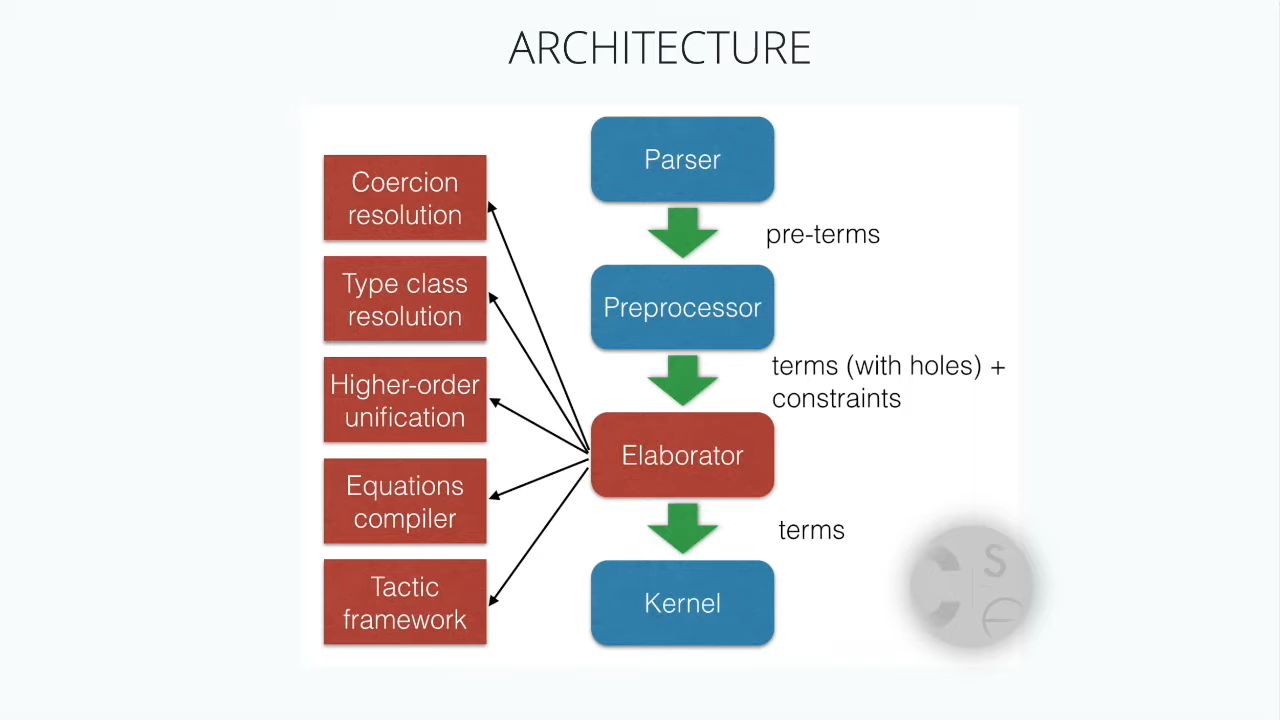 ARCHITECTURE
Parser
pre-terms
Preprocessor
terms (with holes) +
constraints
Elaborator
terms
Kernel
Coercion
resolution
Type class
resolution
Higher-order
unification
Equations
compiler
Tactic
framework